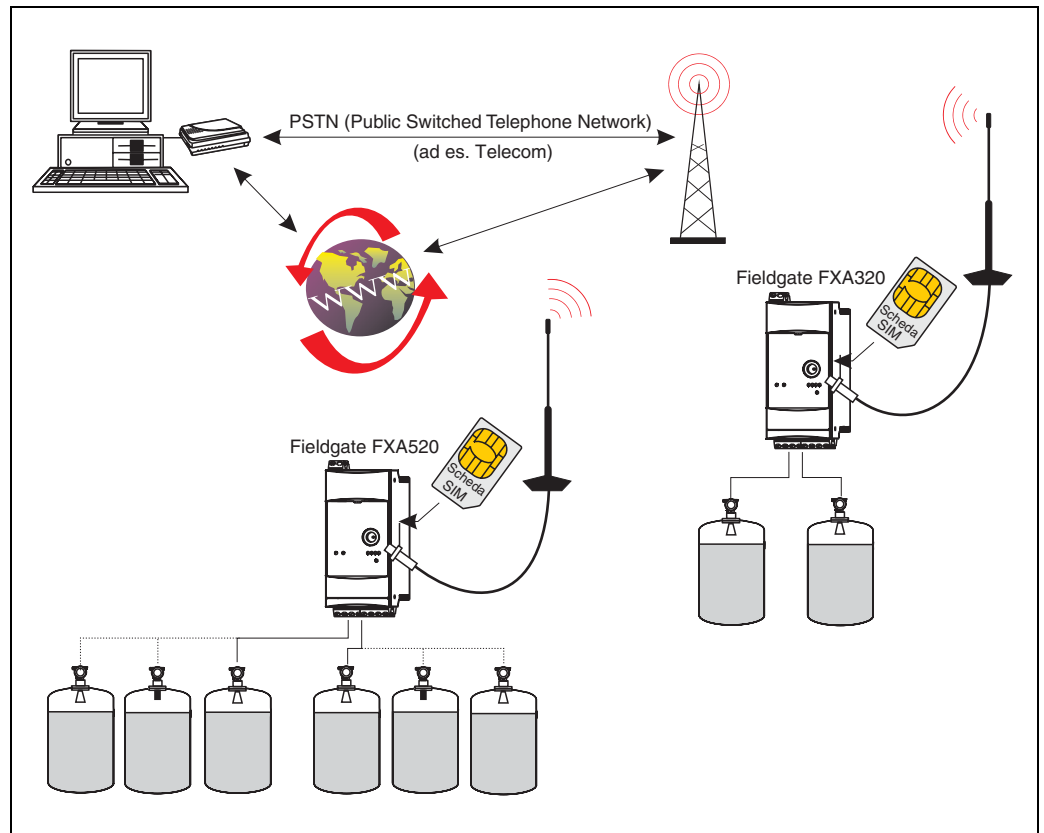 PSTN (Public Switched Telephone Network)
(ad es. Telecom)
WWW
Fieldgate FXA320
Scheda
SIM
Fieldgate FXA520
Scheda
SIM